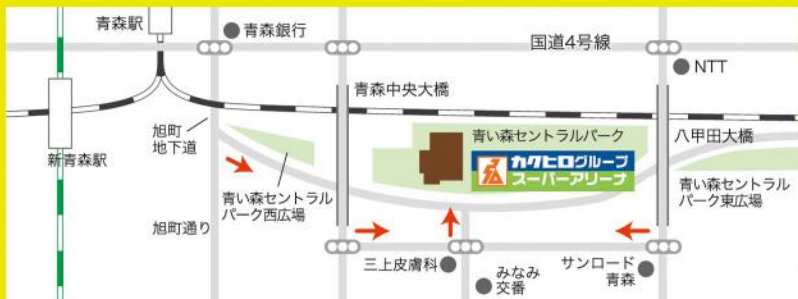 青森駅
青森銀行
国道4号線
NTT
青森中央大橋
旭町
地下道
新青森駅
青い森セントラルパーク
八甲田大橋
カクヒログループ
スーパーアリーナ
青い森セントラル
パーク西広場
青い森セントラル
パーク東広場
旭町通り
三上皮膚科
みなみ
交番
サンロード
青森